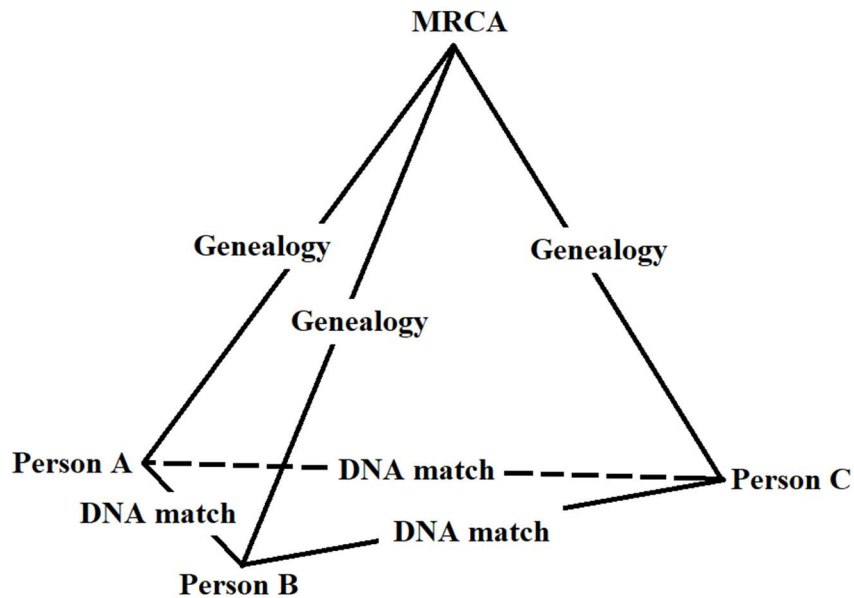 MRCA
Genealogy
Genealogy
Genealogy
Person A
DNA match
Person C
DNA match
DNA match
Person B